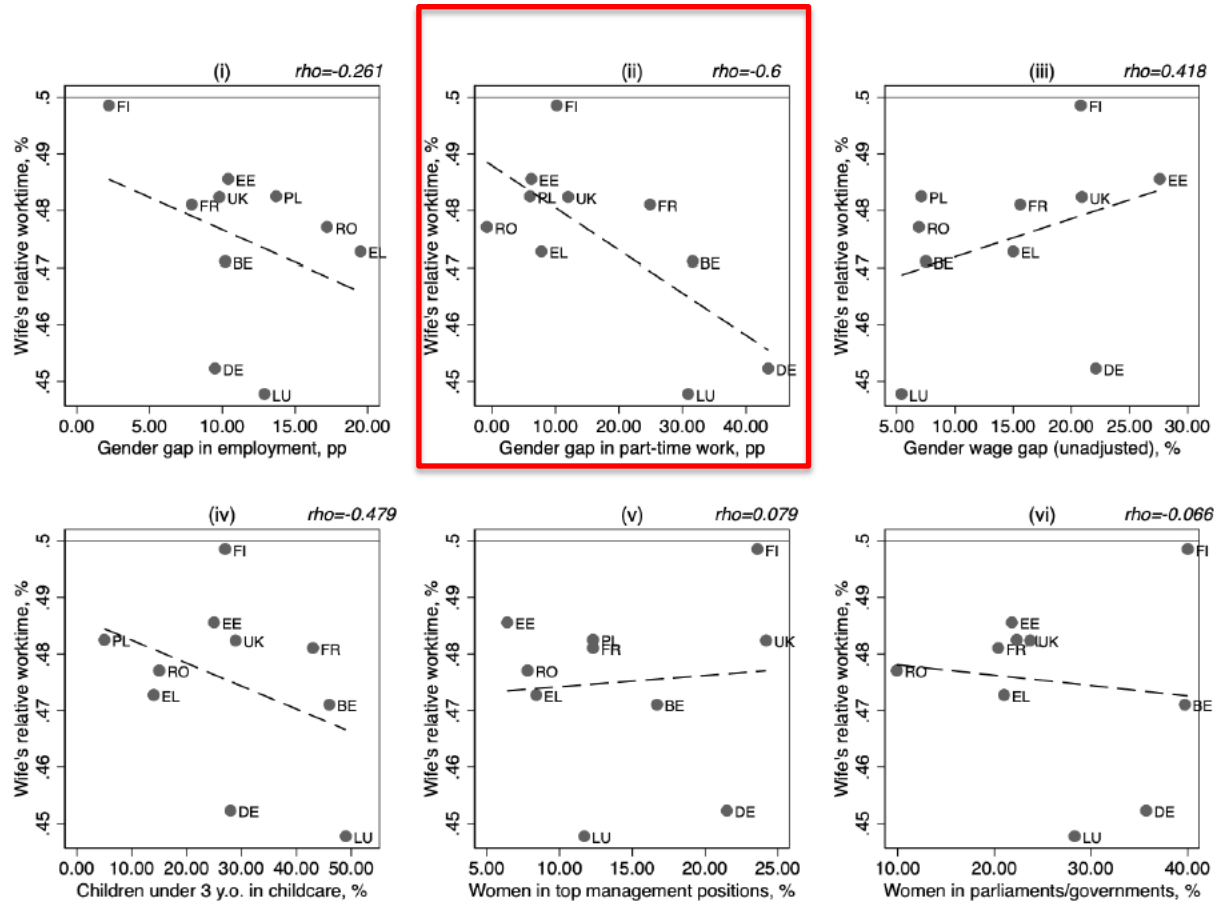 (i) rho=-0.261
Wife's relative worktime, %
.5
.49
.48
.47
.46
.45
FI
EE
UK
PL
FR
RO
EL
BE
DE
LU
0.00 5.00 10.00 15.00 20.00
Gender gap in employment, pp
(ii) rho=-0.6
Wife's relative worktime, %
.5
.49
.48
.47
.46
.45
FI
EE
PL
UK
FR
RO
EL
BE
DE
LU
0.00 10.00 20.00 30.00 40.00
Gender gap in part-time work, pp
(iii) rho=0.418
Wife's relative worktime, %
.5
.49
.48
.47
.46
.45
FI
EE
PL
UK
FR
RO
EL
BE
DE
LU
5.00 10.00 15.00 20.00 25.00 30.00
Gender wage gap (unadjusted), %
(iv) rho=-0.479
Wife's relative worktime, %
.5
.49
.48
.47
.46
.45
FI
EE
PL
UK
FR
RO
EL
BE
DE
LU
0.00 10.00 20.00 30.00 40.00 50.00
Children under 3 y.o. in childcare, %
(v) rho=0.079
Wife's relative worktime, %
.5
.49
.48
.47
.46
.45
FI
EE
PL
UK
FR
RO
EL
BE
DE
LU
5.00 10.00 15.00 20.00 25.00
Women in top management positions, %
(vi) rho=-0.066
Wife's relative worktime, %
.5
.49
.48
.47
.46
.45
FI
EE
UK
FR
RO
EL
BE
DE
LU
10.00 20.00 30.00 40.00
Women in parliaments/governments, %